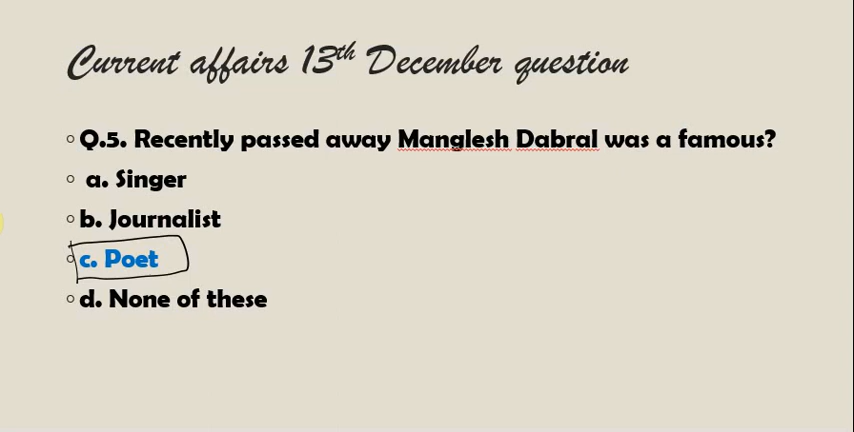 Current affairs 13th December question
Q.5. Recently passed away Manglesh Dabral was a famous?
a. Singer
b. Journalist
c. Poet
d. None of these